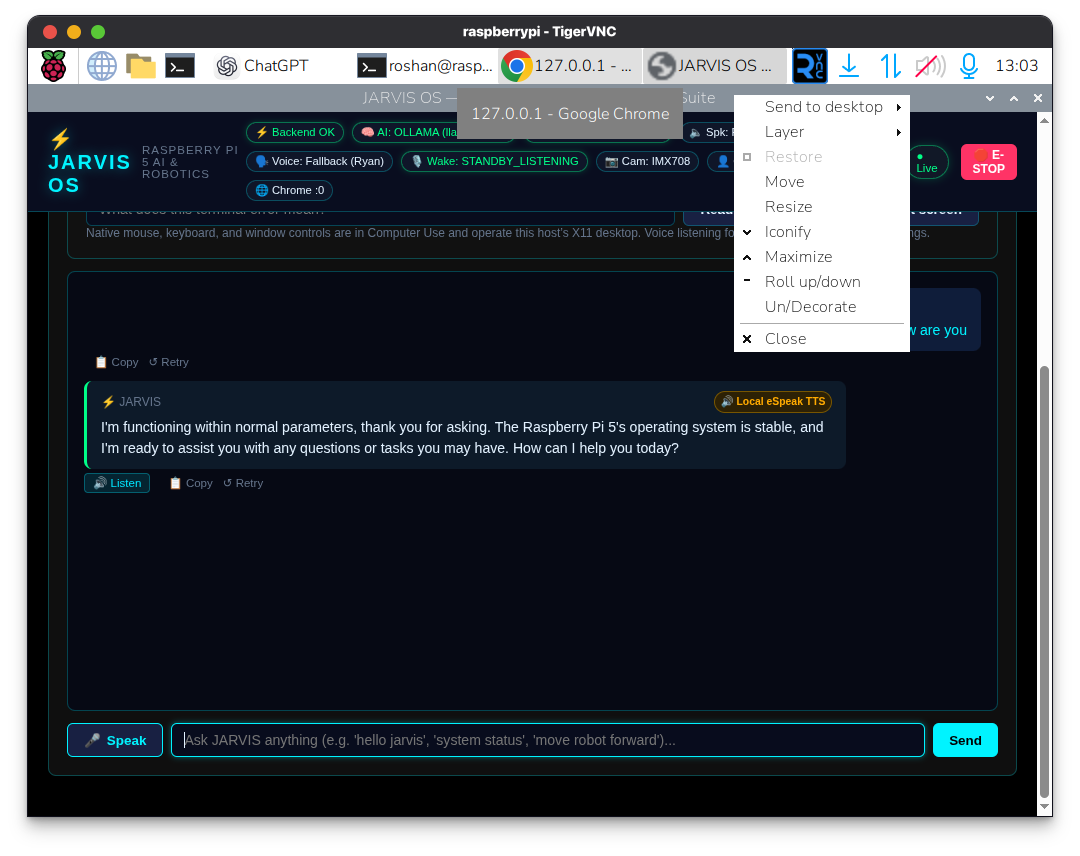 raspberrypi - TigerVNC
ChatGPT
roshan@rasp...
127.0.0.1 - ...
JARVIS OS ...
13:03
JARVIS OS —
Suite
127.0.0.1 - Google Chrome
⚡ JARVIS OS
RASPBERRY PI 5 AI & ROBOTICS
⚡ Backend OK
🧠 AI: OLLAMA (lla
🔈 Spk:
🗣️ Voice: Fallback (Ryan)
🎙️ Wake: STANDBY_LISTENING
📷 Cam: IMX708
🌐 Chrome :0
● Live
E-STOP
Send to desktop
Layer
Restore
Move
Resize
Iconify
Maximize
Roll up/down
Un/Decorate
Close
What does this terminal error mean?
Native mouse, keyboard, and window controls are in Computer Use and operate this host's X11 desktop. Voice listening fo
ngs.
w are you
📋 Copy ↺ Retry
⚡ JARVIS
🔊 Local eSpeak TTS
I'm functioning within normal parameters, thank you for asking. The Raspberry Pi 5's operating system is stable, and
I'm ready to assist you with any questions or tasks you may have. How can I help you today?
🔊 Listen 📋 Copy ↺ Retry
🎤 Speak
Ask JARVIS anything (e.g. 'hello jarvis', 'system status', 'move robot forward')...
Send